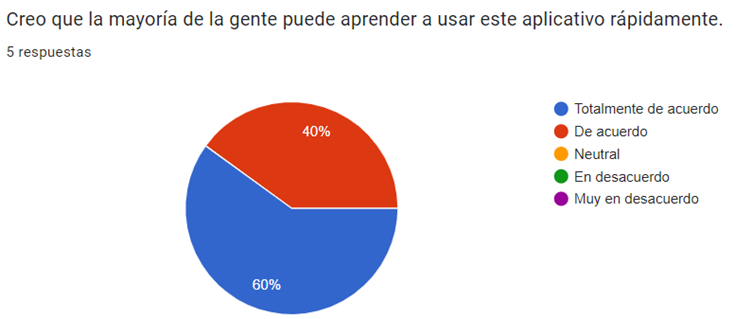 Creo que la mayoría de la gente puede aprender a usar este aplicativo rápidamente.
5 respuestas
40%
60%
Totalmente de acuerdo
De acuerdo
Neutral
En desacuerdo
Muy en desacuerdo